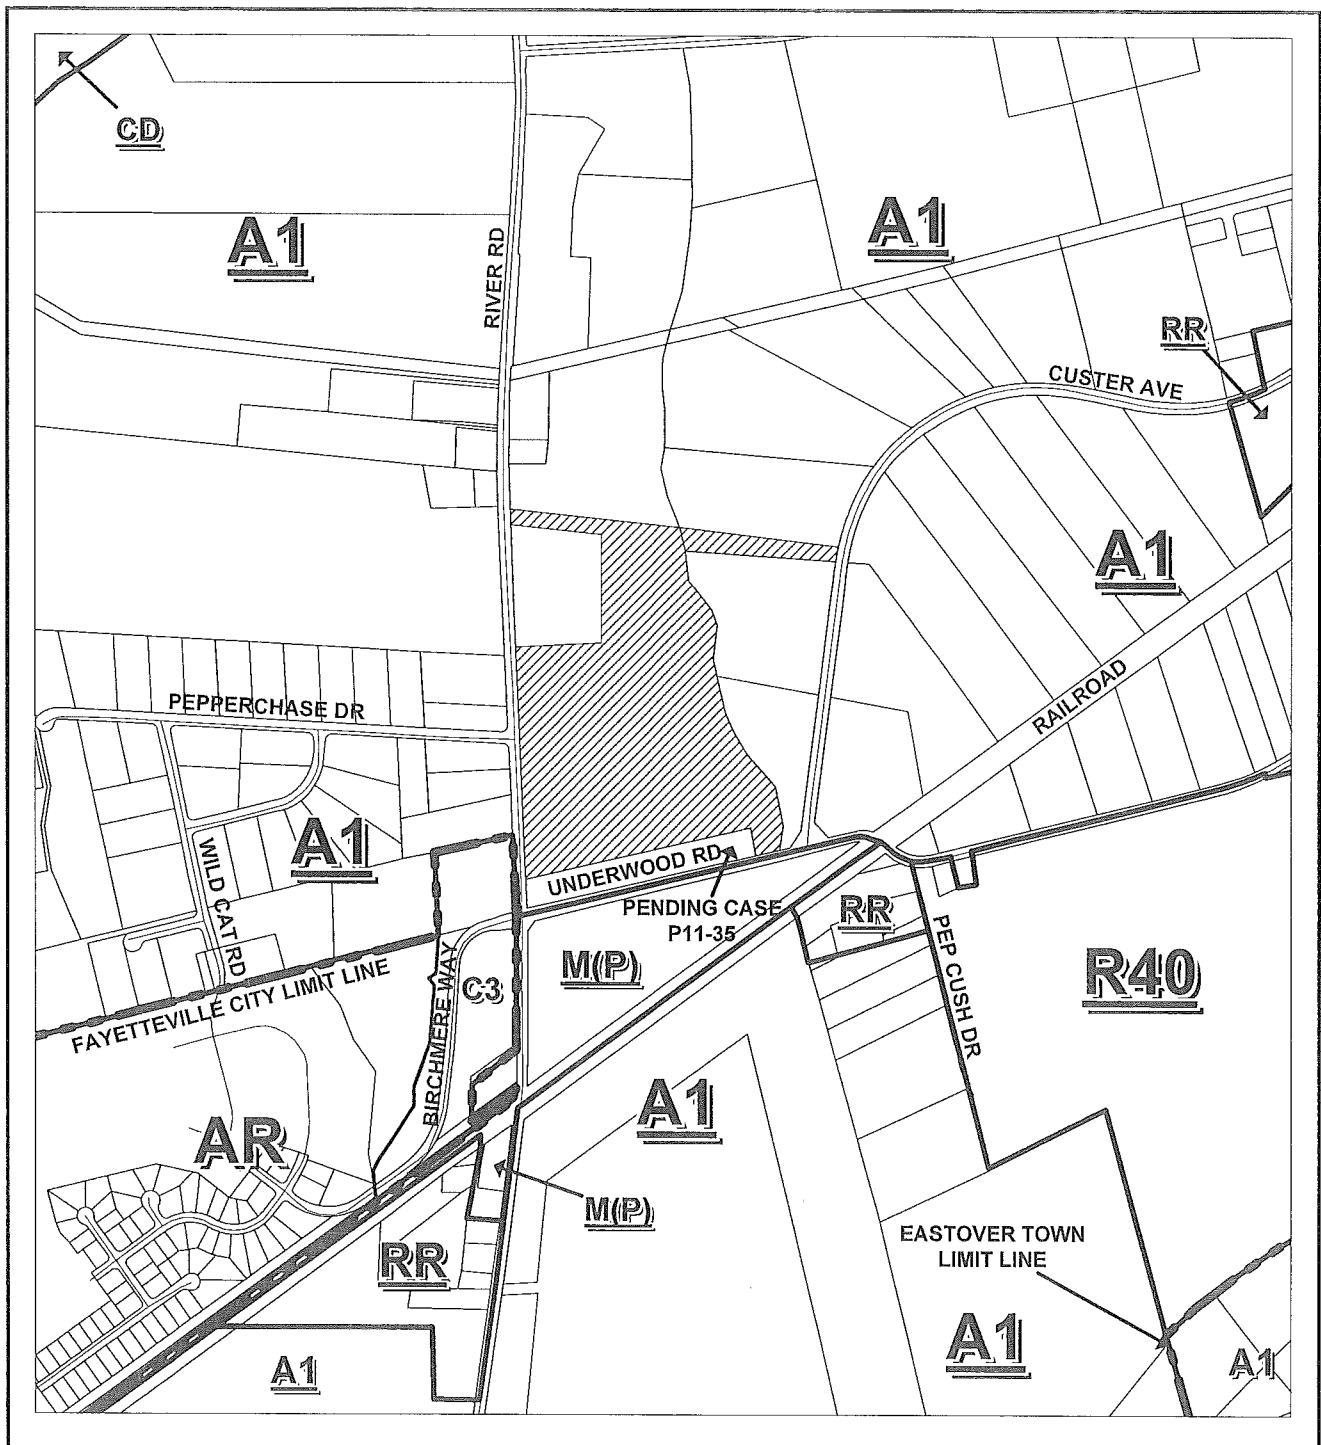 CD
A1
A1
RIVER RD
RR
CUSTER AVE
A1
RAILROAD
PEPPERCHASE DR
A1
WILD CAT RD
UNDERWOOD RD
PENDING CASE
P11-35
RR
PEP CUSH DR
R40
M(P)
C3
BIRCHMERE WAY
FAYETTEVILLE CITY LIMIT LINE
A1
AR
M(P)
EASTOVER TOWN
LIMIT LINE
RR
A1
A1
A1